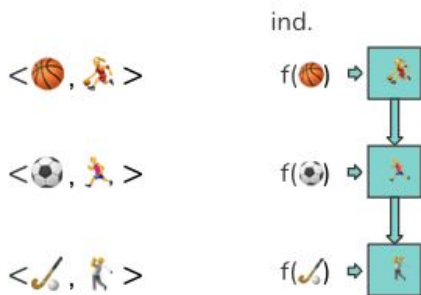 ind.
<🏀, ⛹️‍♀️> f(🏀)
<⚽, 🏃‍♀️> f(⚽)
<🏑, 🏌️> f(🏑)